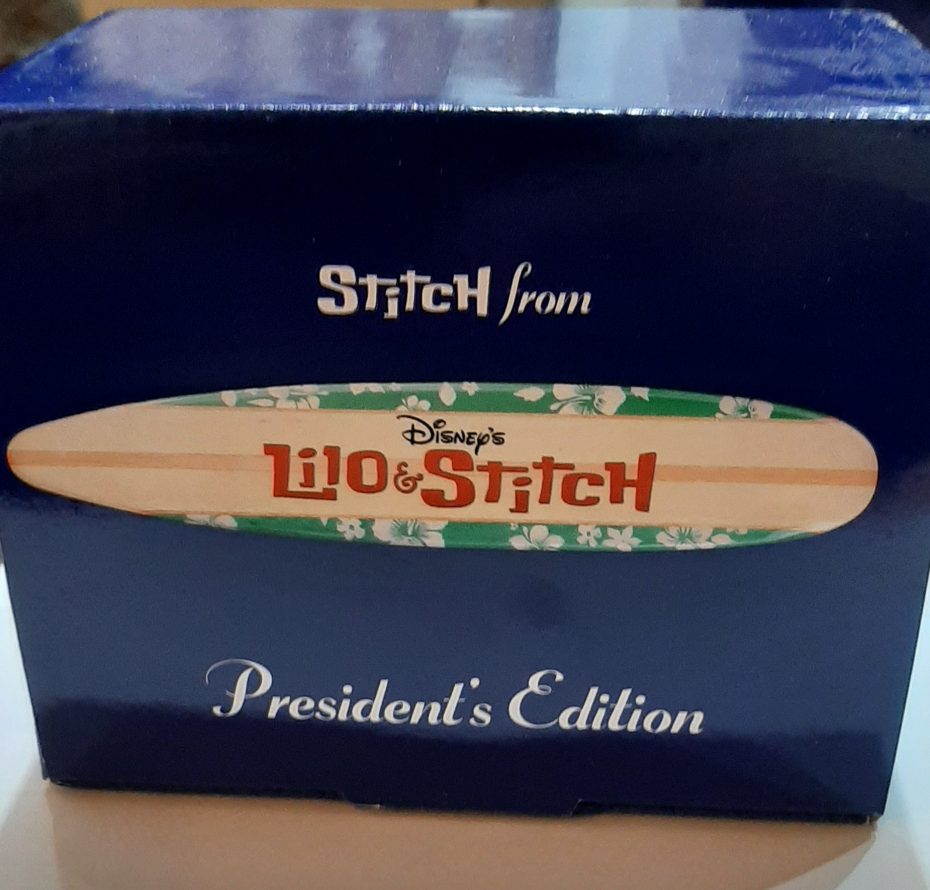 Stitch from
Disney's
Lilo & Stitch
President's Edition